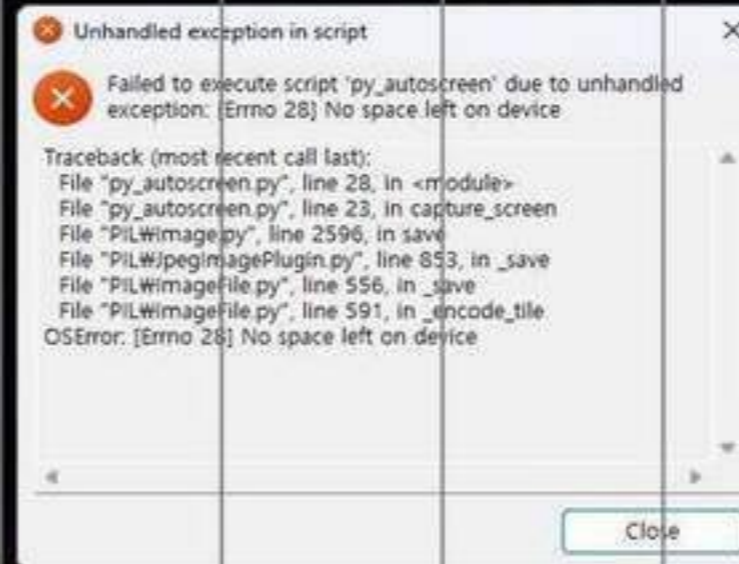 Unhandled exception in script
Failed to execute script 'py_autoscreen' due to unhandled
exception: [Errno 28] No space left on device
Traceback (most recent call last):
File "py_autoscreen.py", line 28, in <module>
File "py_autoscreen.py", line 23, in capture_screen
File "PIL₩Image.py", line 2596, in save
File "PIL₩JpegImagePlugin.py", line 853, in _save
File "PIL₩ImageFile.py", line 556, in _save
File "PIL₩ImageFile.py", line 591, in _encode_tile
OSError: [Errno 28] No space left on device
Close